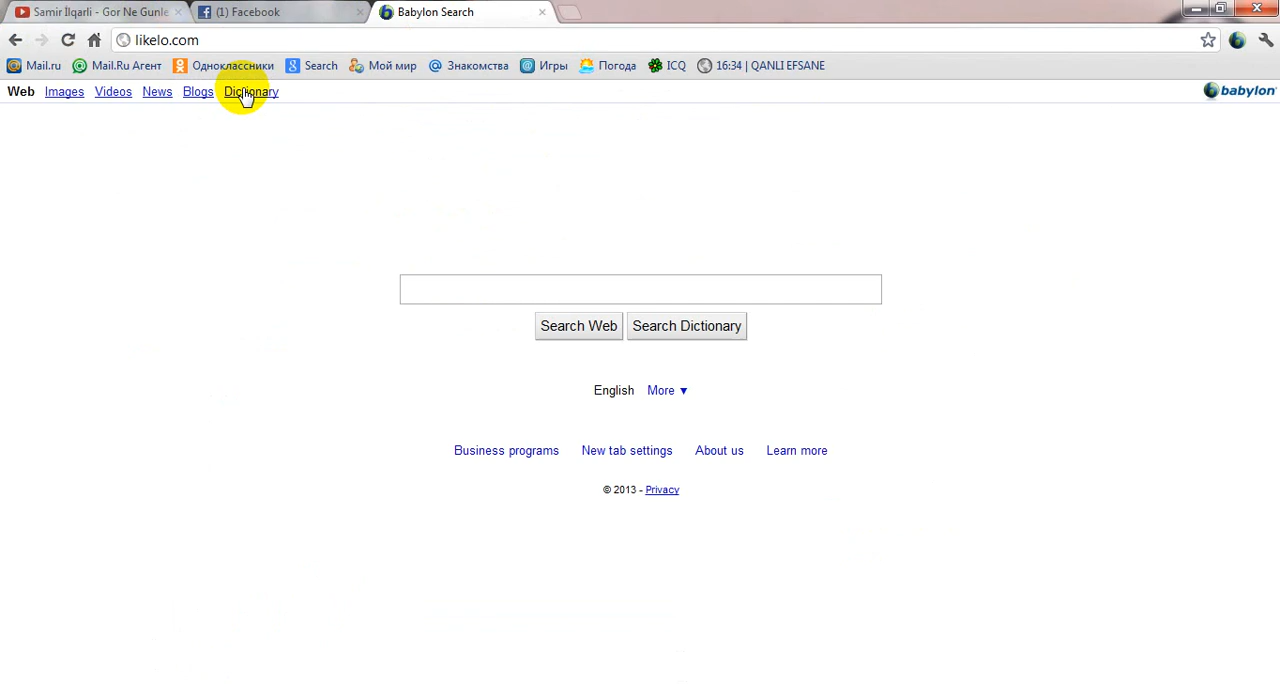 Samir İlqarli - Gor Ne Gunle (1) Facebook Babylon Search
likelo.com
Mail.ru Mail.Ru Агент Одноклассники Search Мой мир Знакомства Игры Погода ICQ 16:34 | QANLI EFSANE
Web Images Videos News Blogs Dictionary babylon
Search Web Search Dictionary
English More ▼
Business programs New tab settings About us Learn more
© 2013 - Privacy